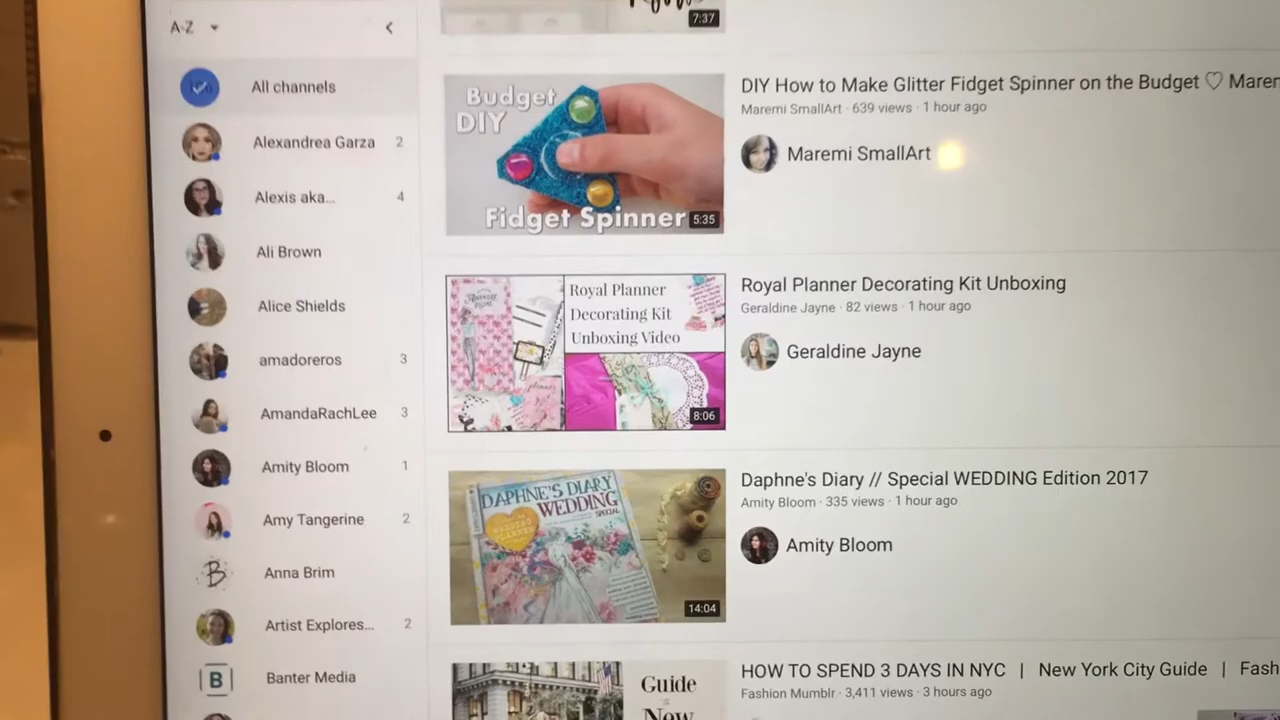 A-Z
All channels
Alexandrea Garza 2
Alexis aka... 4
Ali Brown
Alice Shields
amadoreros 3
AmandaRachLee 3
Amity Bloom 1
Amy Tangerine 2
Anna Brim
Artist Explores... 2
Banter Media
B
B
7:37
Budget
DIY
Fidget Spinner
5:35
DIY How to Make Glitter Fidget Spinner on the Budget ♡
Maremi SmallArt · 639 views · 1 hour ago
Maremi SmallArt
Royal Planner
Decorating Kit
Unboxing Video
8:06
Royal Planner Decorating Kit Unboxing
Geraldine Jayne · 82 views · 1 hour ago
Geraldine Jayne
DAPHNE'S DIARY
WEDDING
SPECIAL
14:04
Daphne's Diary // Special WEDDING Edition 2017
Amity Bloom · 335 views · 1 hour ago
Amity Bloom
Guide
HOW TO SPEND 3 DAYS IN NYC | New York City Guide |
Fashion Mumblr · 3,411 views · 3 hours ago